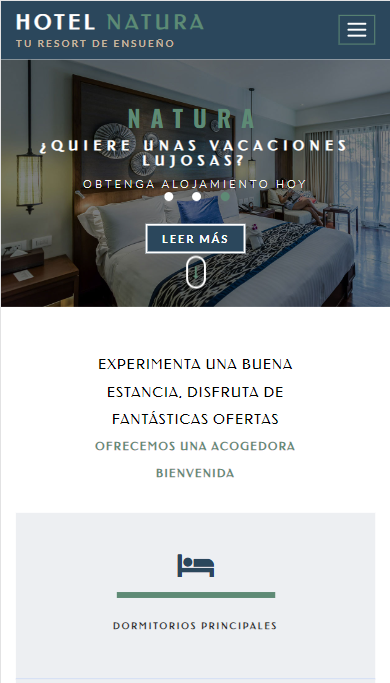 HOTEL NATURA
TU RESORT DE ENSUEÑO
NATURA
¿QUIERE UNAS VACACIONES
LUJOSAS?
OBTENGA ALOJAMIENTO HOY
LEER MÁS
EXPERIMENTA UNA BUENA
ESTANCIA, DISFRUTA DE
FANTÁSTICAS OFERTAS
OFRECEMOS UNA ACOGEDORA
BIENVENIDA
DORMITORIOS PRINCIPALES